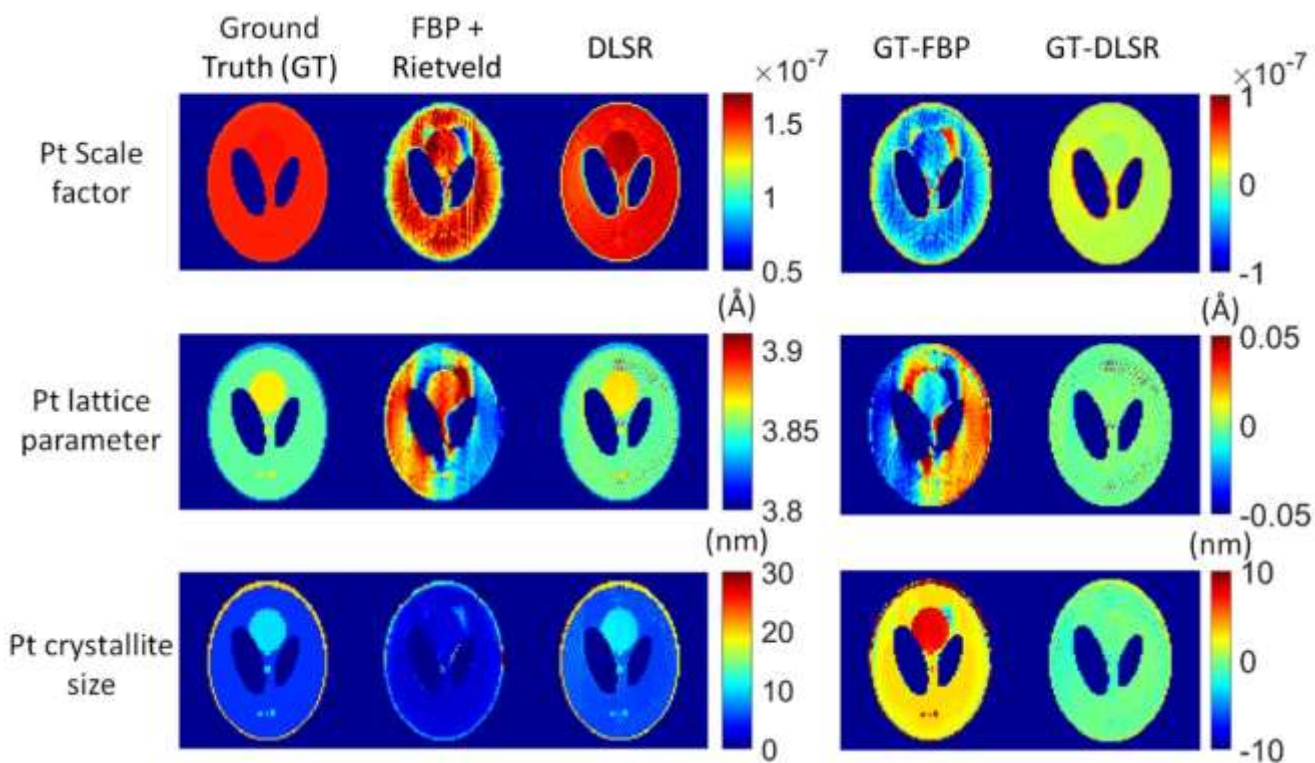 Ground
Truth (GT)
FBP +
Rietveld
DLSR
GT-FBP
GT-DLSR
×10-7
×10-7
Pt Scale
factor
1.5
1
0.5
1
0
-1
(Å)
(Å)
Pt lattice
parameter
3.9
3.85
3.8
0.05
0
-0.05
(nm)
(nm)
Pt crystallite
size
30
20
10
0
10
0
-10